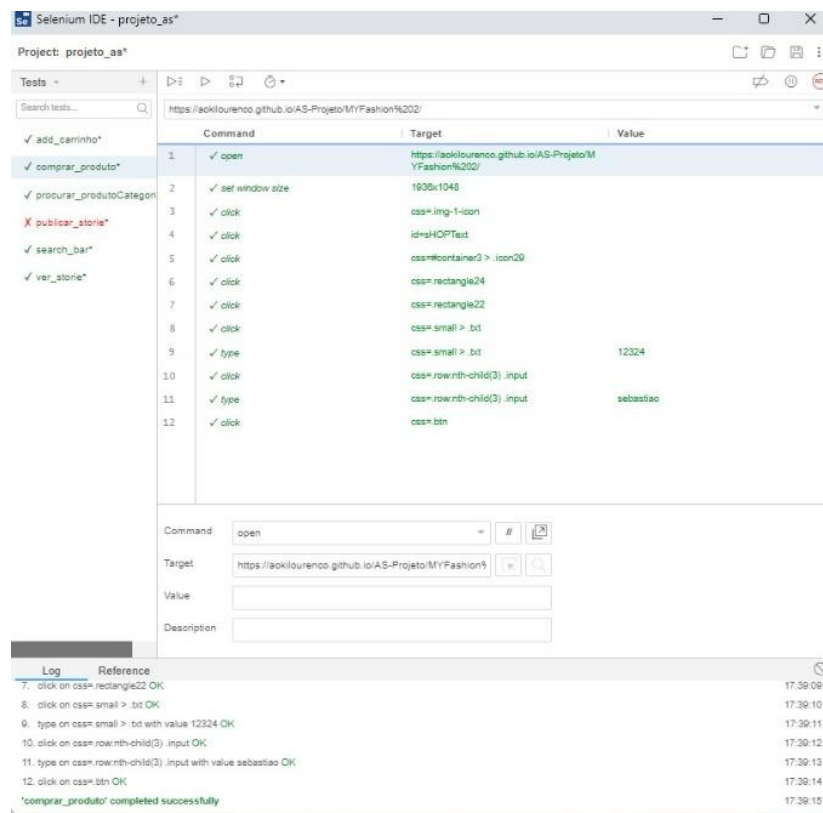 Selenium IDE - projeto_as*
Project: projeto_as*
Tests
Search tests...
https://aokilourenco.github.io/AS-Projeto/MYFashion%202/
✓ add_carrinho*
✓ comprar_produto*
✓ procurar_produtoCategori
X publicar_storie*
✓ search_bar*
✓ ver_storie*
Command Target Value
1 ✓ open https://aokilourenco.github.io/AS-Projeto/M
YFashion%202/
2 ✓ set window size 1936x1048
3 ✓ click css=.img-1-icon
4 ✓ click id=sHOPText
5 ✓ click css=#container3 > .icon29
6 ✓ click css=.rectangle24
7 ✓ click css=.rectangle22
8 ✓ click css=.small > .txt
9 ✓ type css=.small > .txt 12324
10 ✓ click css=.row:nth-child(3) .input
11 ✓ type css=.row:nth-child(3) .input sebastiao
12 ✓ click css=.btn
Command open //
Target https://aokilourenco.github.io/AS-Projeto/MYFashion%
Value
Description
Log Reference
7. click on css=.rectangle22 OK 17:39:09
8. click on css=.small > .txt OK 17:39:10
9. type on css=.small > .txt with value 12324 OK 17:39:11
10. click on css=.row:nth-child(3) .input OK 17:39:12
11. type on css=.row:nth-child(3) .input with value sebastiao OK 17:39:13
12. click on css=.btn OK 17:39:14
'comprar_produto' completed successfully 17:39:15